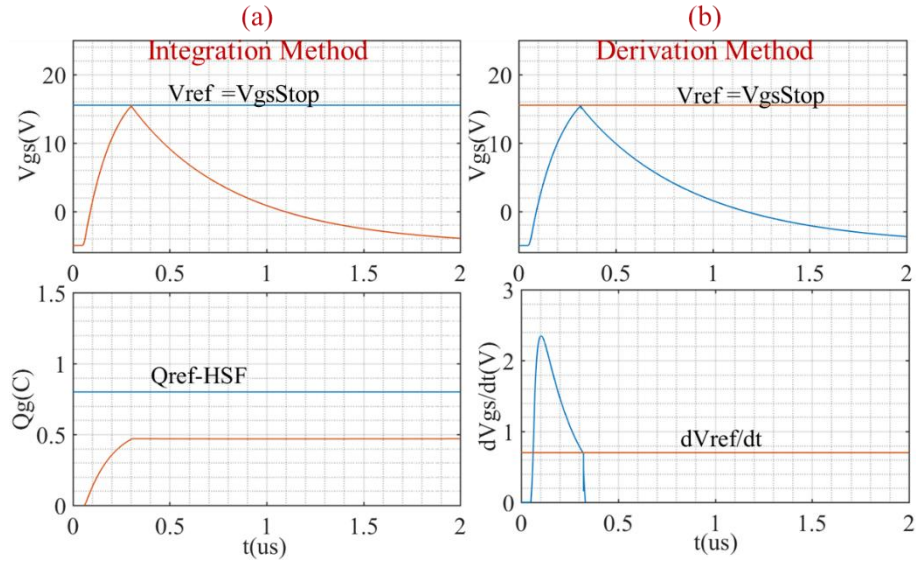 (a)
(b)
Integration Method
Vref =VgsStop
Vgs(V)
20
10
0
0
0.5
1
1.5
2
Derivation Method
Vref =VgsStop
Vgs(V)
20
10
0
0
0.5
1
1.5
2
Qref-HSF
Qg(C)
1.5
1
0.5
0
0
0.5
1
1.5
2
t(us)
dVref/dt
dVgs/dt(V)
3
2
1
0
0
0.5
1
1.5
2
t(us)